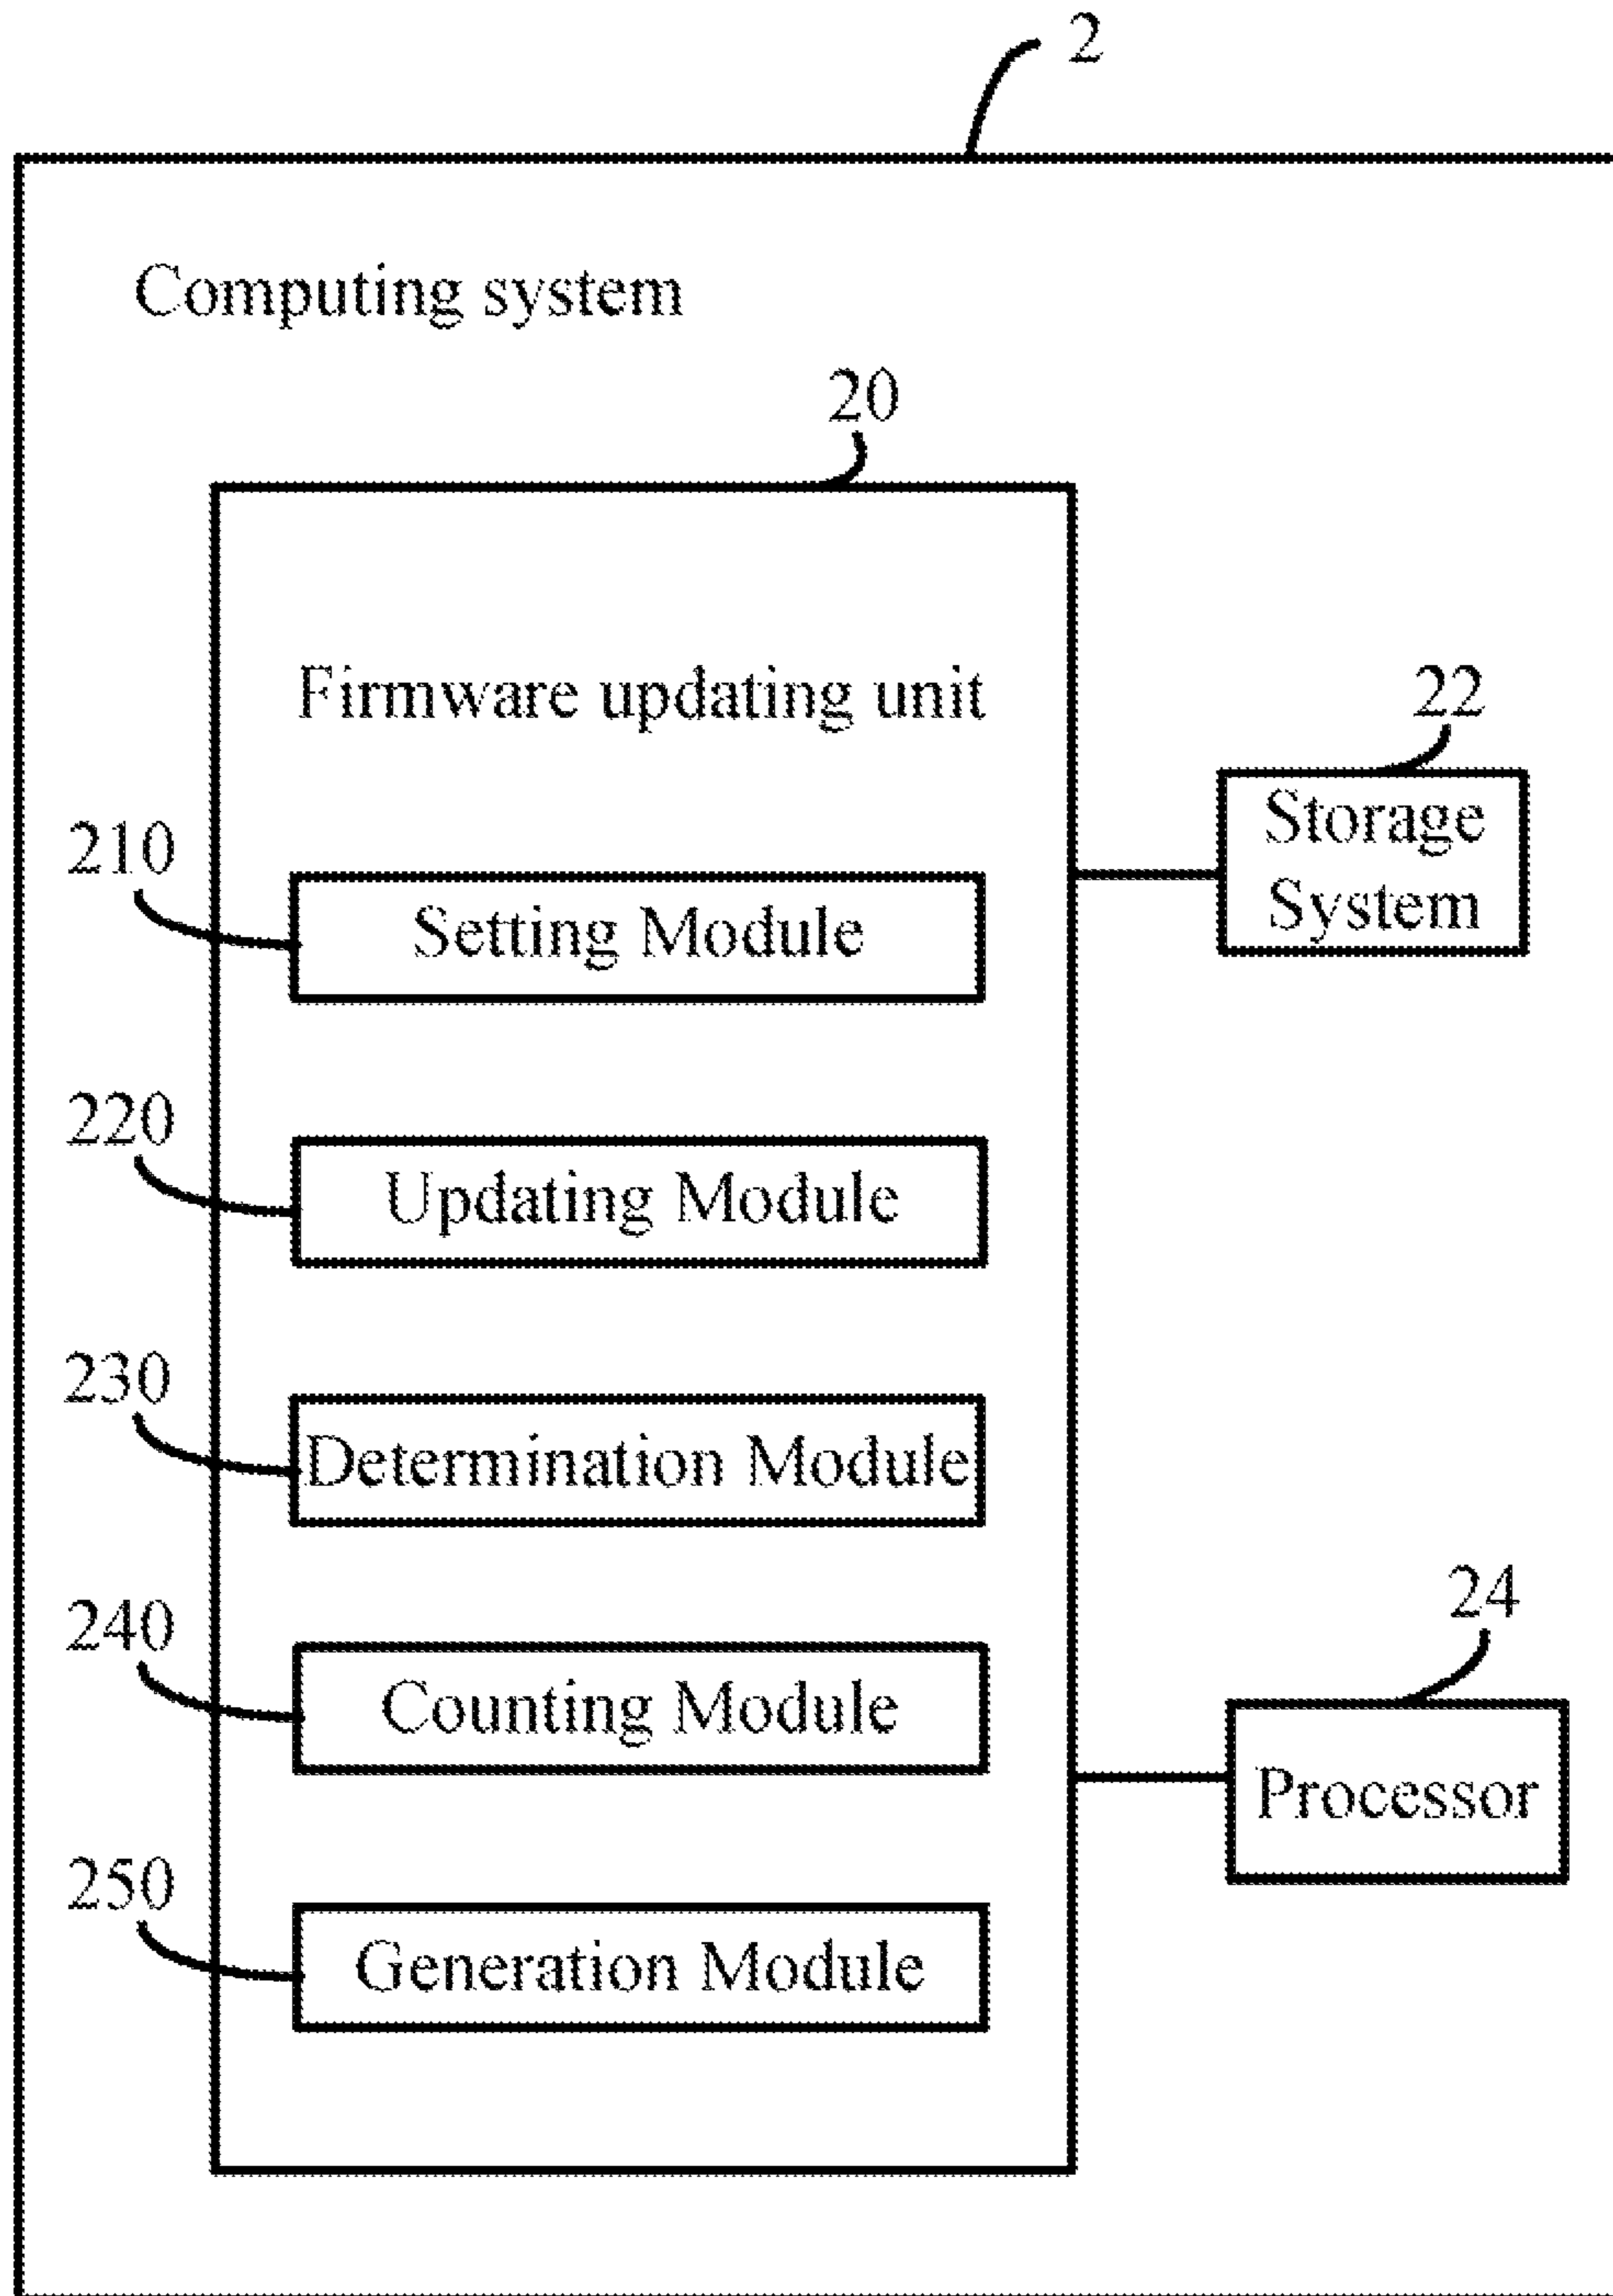 2
Computing system
20
Firmware updating unit
22
Storage
System
210
Setting Module
220
Updating Module
230
Determination Module
240
Counting Module
24
Processor
250
Generation Module